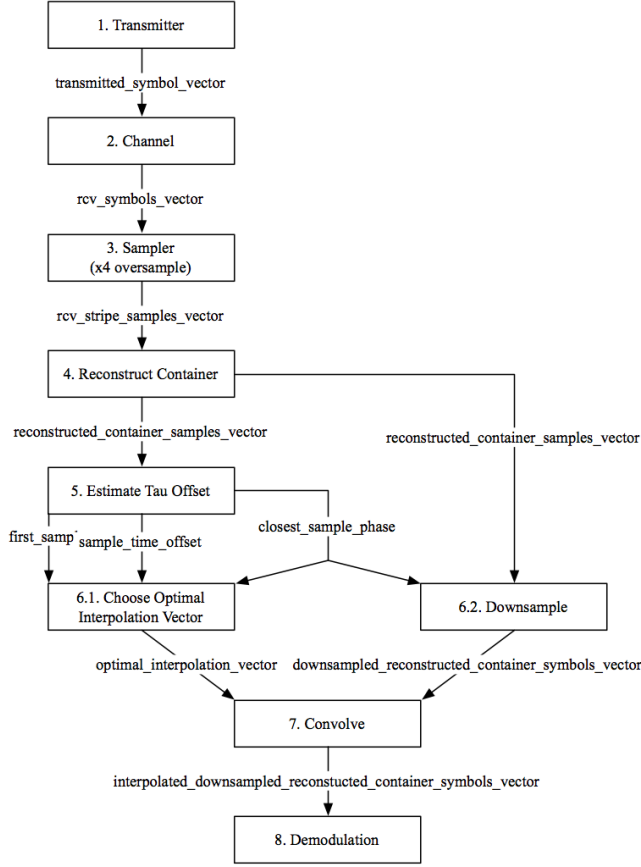 1. Transmitter
transmitted_symbol_vector
2. Channel
rcv_symbols_vector
3. Sampler
(x4 oversample)
rcv_stripe_samples_vector
4. Reconstruct Container
reconstructed_container_samples_vector
reconstructed_container_samples_vector
5. Estimate Tau Offset
first_samp
sample_time_offset
closest_sample_phase
6.1. Choose Optimal
Interpolation Vector
6.2. Downsample
optimal_interpolation_vector
downsampled_reconstructed_container_symbols_vector
7. Convolve
interpolated_downsampled_reconstucted_container_symbols_vector
8. Demodulation